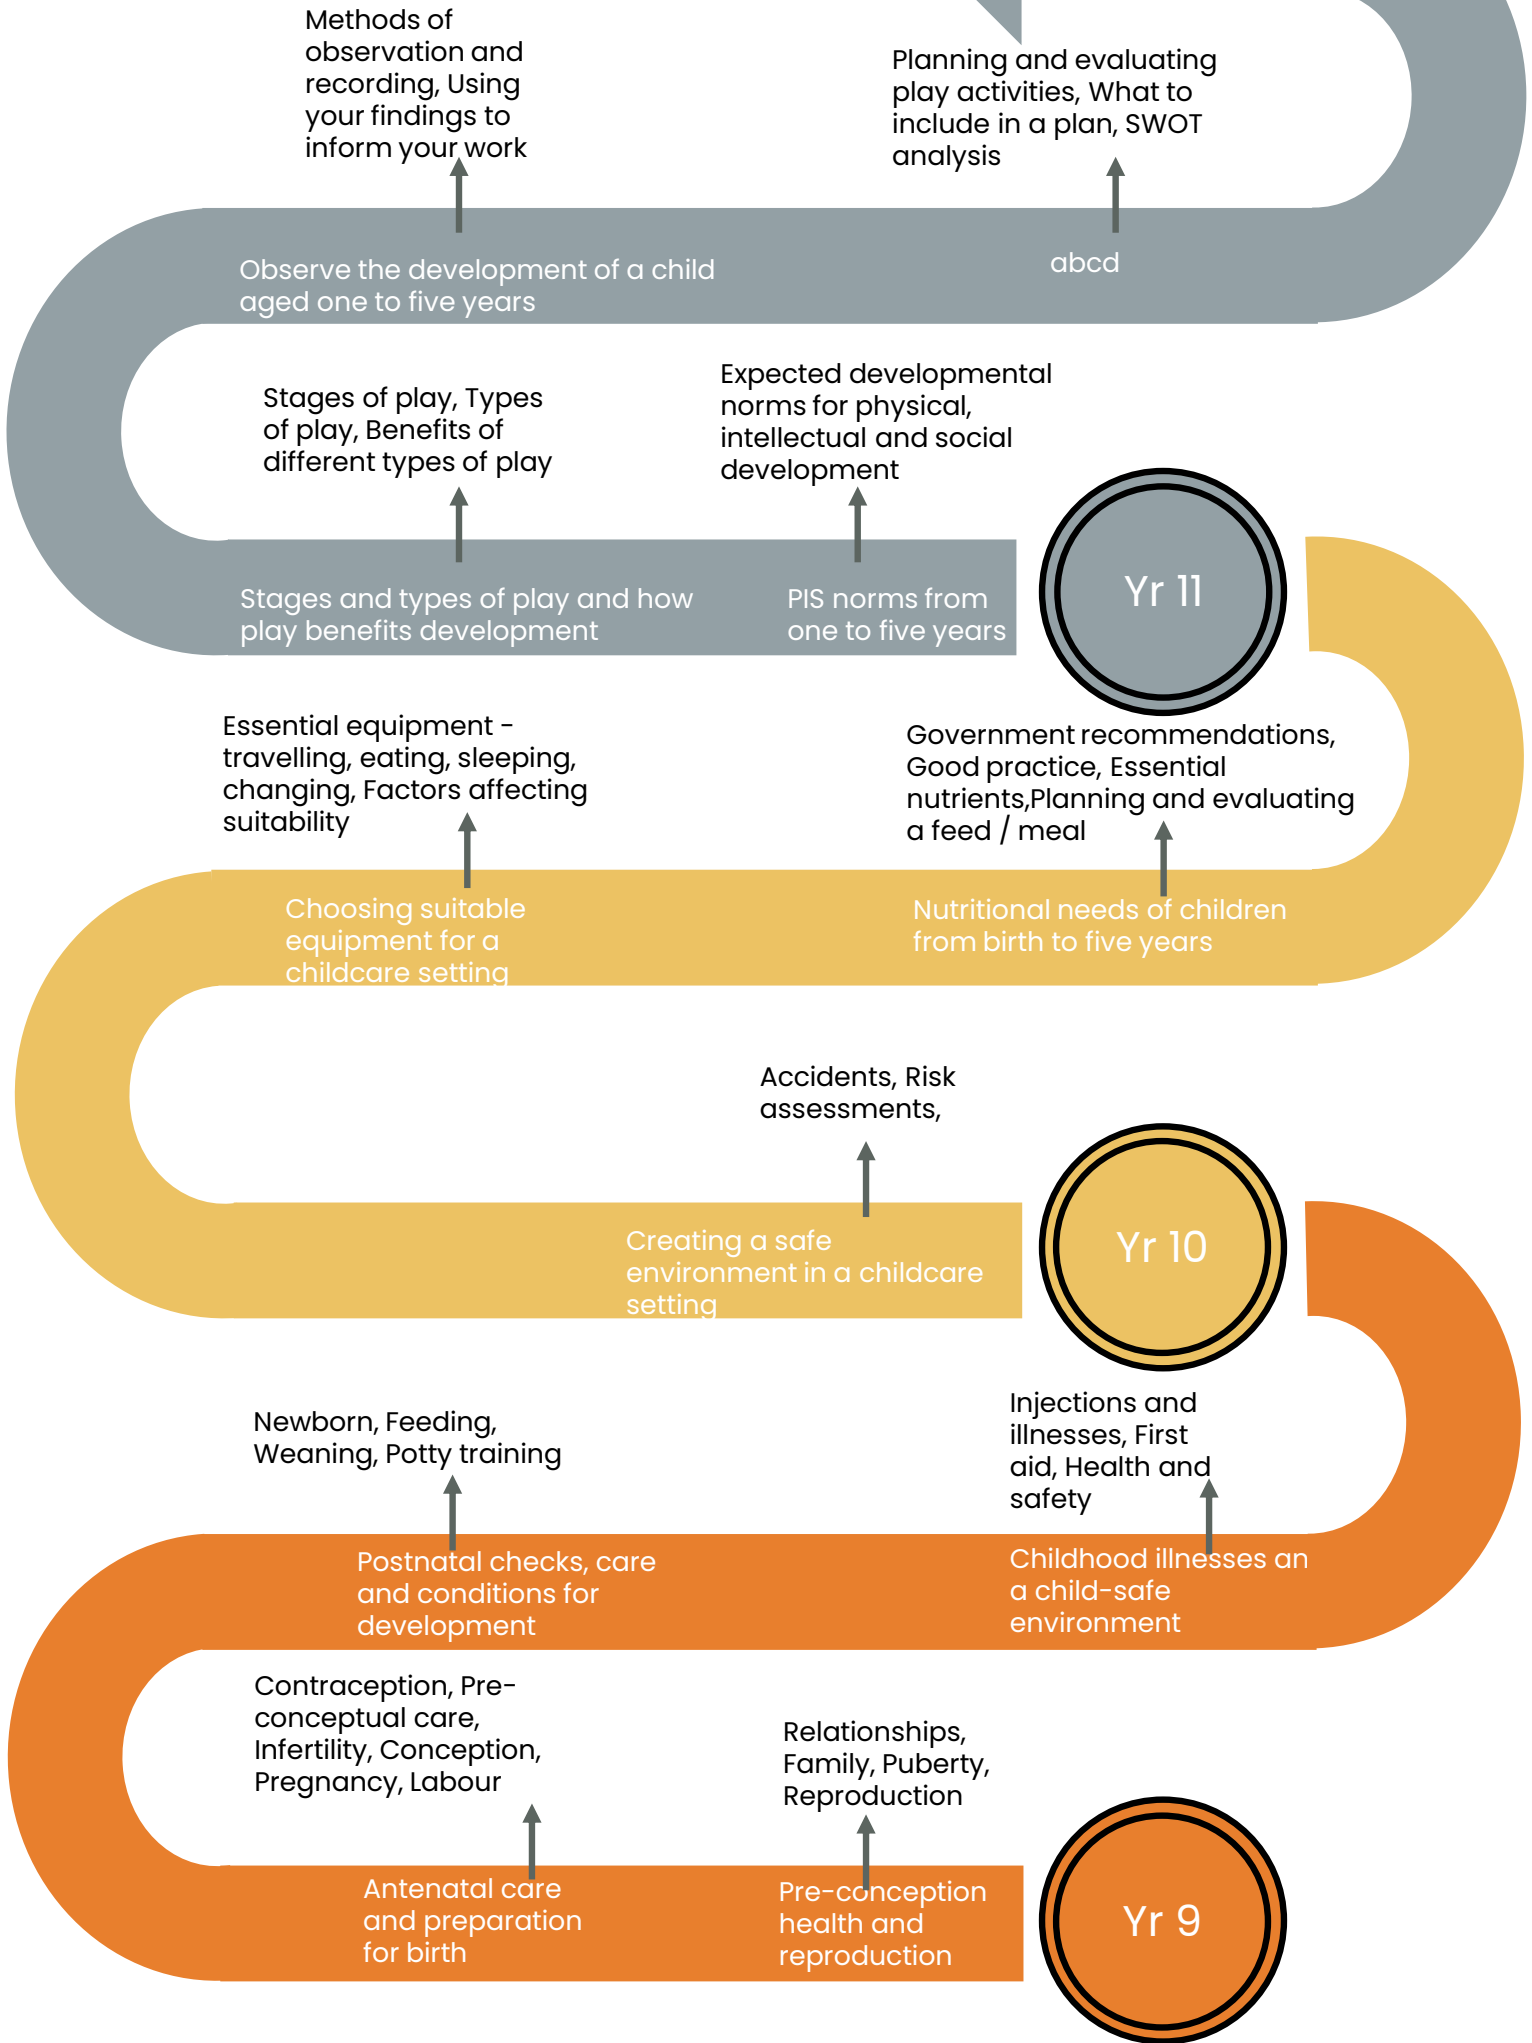 Methods of
observation and
recording, Using
your findings to
inform your work
Planning and evaluating
play activities, What to
include in a plan, SWOT
analysis
Observe the development of a child
aged one to five years
abcd
Stages of play, Types
of play, Benefits of
different types of play
Expected developmental
norms for physical,
intellectual and social
development
Stages and types of play and how
play benefits development
PIS norms from
one to five years
Yr 11
Essential equipment -
travelling, eating, sleeping,
changing, Factors affecting
suitability
Government recommendations,
Good practice, Essential
nutrients,Planning and evaluating
a feed / meal
Choosing suitable
equipment for a
childcare setting
Nutritional needs of children
from birth to five years
Accidents, Risk
assessments,
Creating a safe
environment in a childcare
setting
Yr 10
Newborn, Feeding,
Weaning, Potty training
Injections and
illnesses, First
aid, Health and
safety
Postnatal checks, care
and conditions for
development
Childhood illnesses an
a child-safe
environment
Contraception, Pre-
conceptual care,
Infertility, Conception,
Pregnancy, Labour
Relationships,
Family, Puberty,
Reproduction
Antenatal care
and preparation
for birth
Pre-conception
health and
reproduction
Yr 9